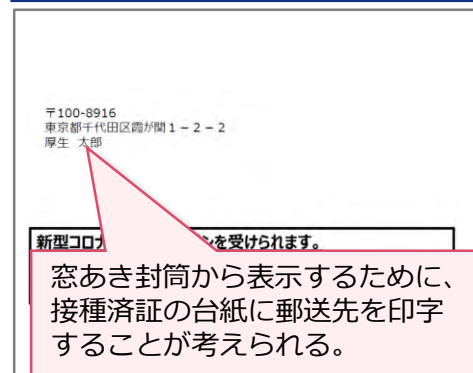 〒100-8916
東京都千代田区霞が関１－２－２
厚生 太郎
新型コロナ
ンを受けられます。
窓あき封筒から表示するために、
接種済証の台紙に郵送先を印字
することが考えられる。